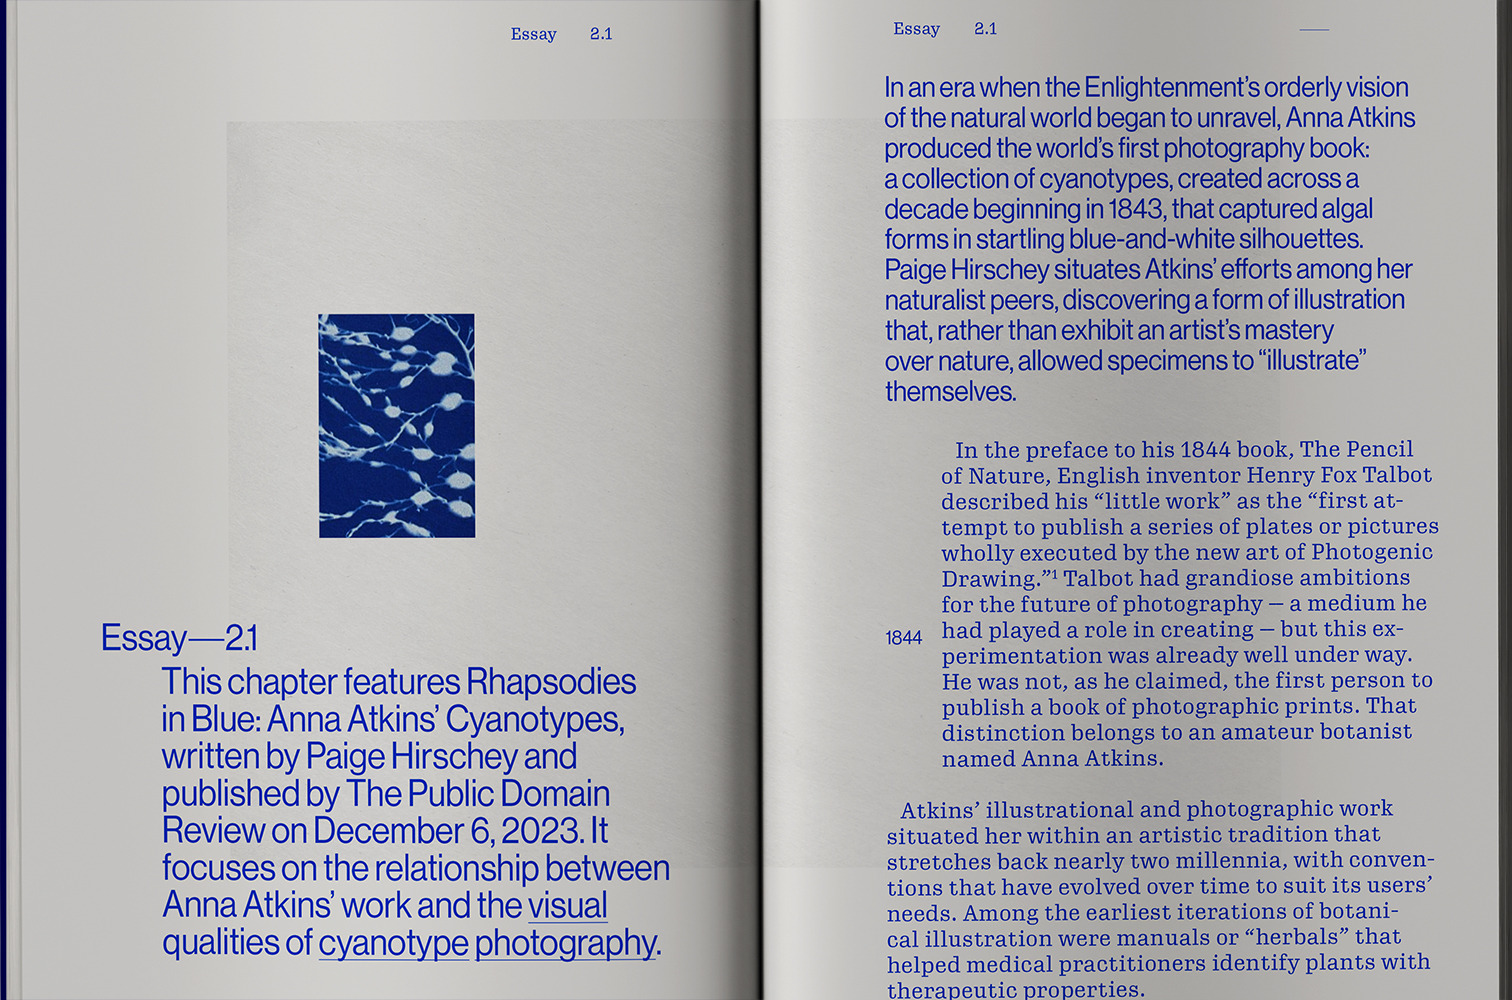 Essay 2.1
Essay—2.1
This chapter features Rhapsodies
in Blue: Anna Atkins’ Cyanotypes,
written by Paige Hirschey and
published by The Public Domain
Review on December 6, 2023. It
focuses on the relationship between
Anna Atkins’ work and the visual
qualities of cyanotype photography.
Essay 2.1
In an era when the Enlightenment’s orderly vision
of the natural world began to unravel, Anna Atkins
produced the world’s first photography book:
a collection of cyanotypes, created across a
decade beginning in 1843, that captured algal
forms in startling blue-and-white silhouettes.
Paige Hirschey situates Atkins’ efforts among her
naturalist peers, discovering a form of illustration
that, rather than exhibit an artist’s mastery
over nature, allowed specimens to “illustrate”
themselves.
In the preface to his 1844 book, The Pencil
of Nature, English inventor Henry Fox Talbot
described his “little work” as the “first at-
tempt to publish a series of plates or pictures
wholly executed by the new art of Photogenic
Drawing.”¹ Talbot had grandiose ambitions
for the future of photography — a medium he
1844 had played a role in creating — but this ex-
perimentation was already well under way.
He was not, as he claimed, the first person to
publish a book of photographic prints. That
distinction belongs to an amateur botanist
named Anna Atkins.
Atkins’ illustrational and photographic work
situated her within an artistic tradition that
stretches back nearly two millennia, with conven-
tions that have evolved over time to suit its users’
needs. Among the earliest iterations of botani-
cal illustration were manuals or “herbals” that
helped medical practitioners identify plants with
therapeutic properties.